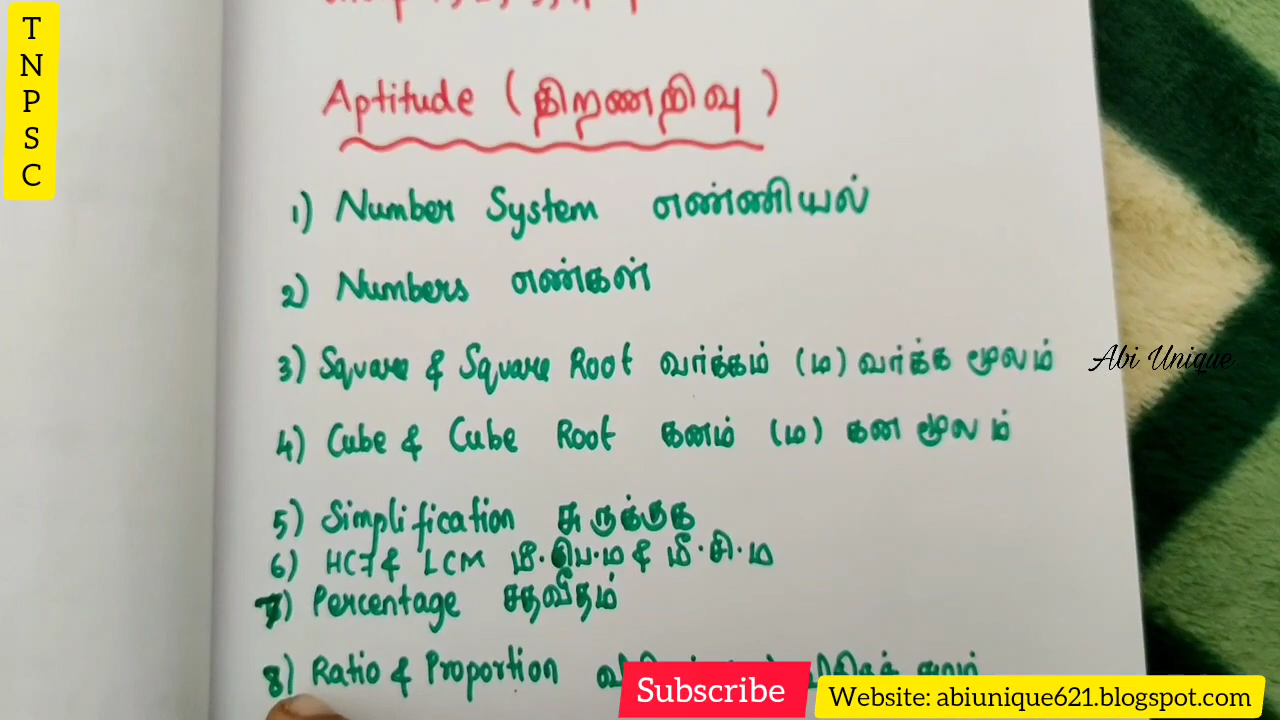 T
N
P
S
C
Aptitude (திறணறிவு)
1) Number System எண்ணியல்
2) Numbers எண்கள்
3) Square & Square Root வர்க்கம் (ம) வர்க்க மூலம்
Abi Unique
4) Cube & Cube Root கனம் (ம) கன மூலம்
5) Simplification சுருக்குக
6) HCF & LCM மீ.பெ.ம & மீ.சி.ம
7) Percentage சதவீதம்
8) Ratio & Proportion
Subscribe
Website: abiunique621.blogspot.com